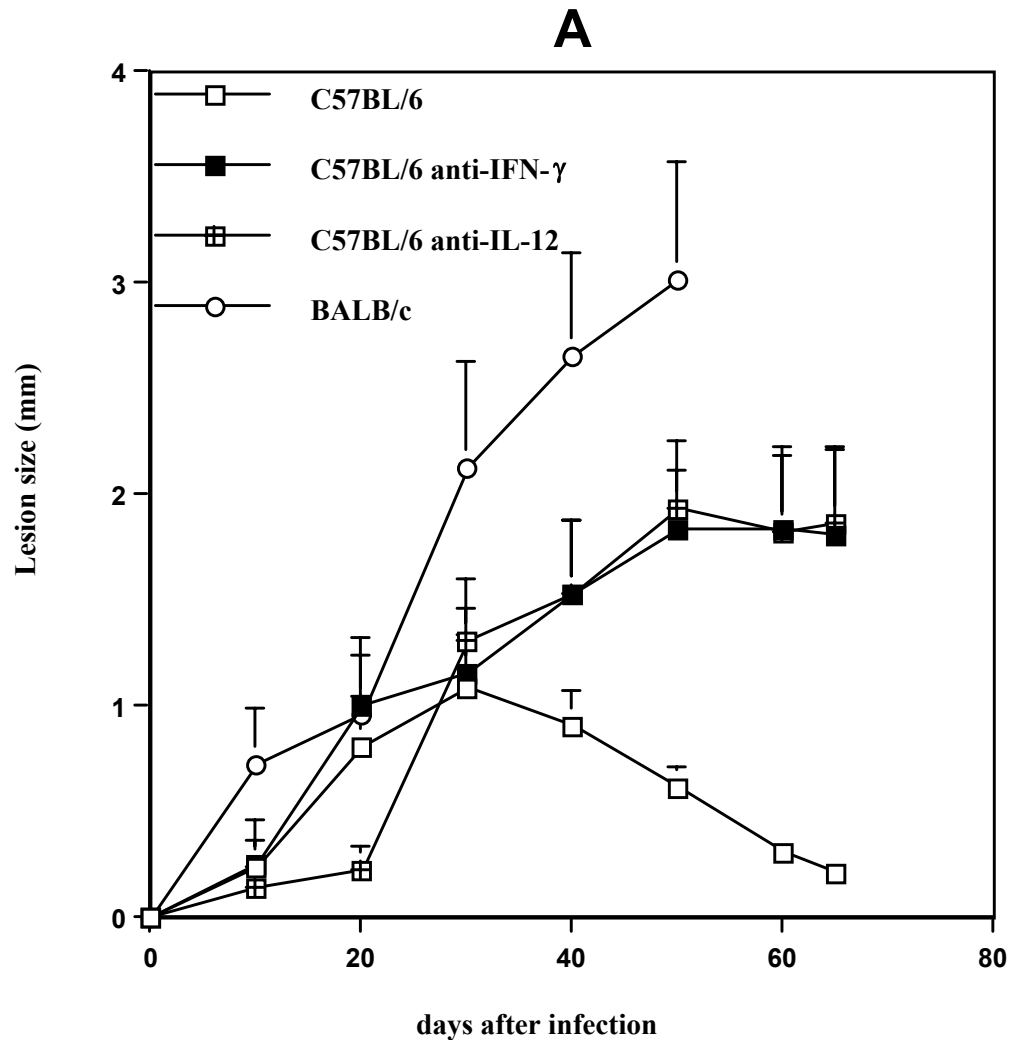 A
4
C57BL/6
C57BL/6 anti-IFN-γ
C57BL/6 anti-IL-12
3
BALB/c
Lesion size (mm)
2
1
0
0 20 40 60 80
days after infection